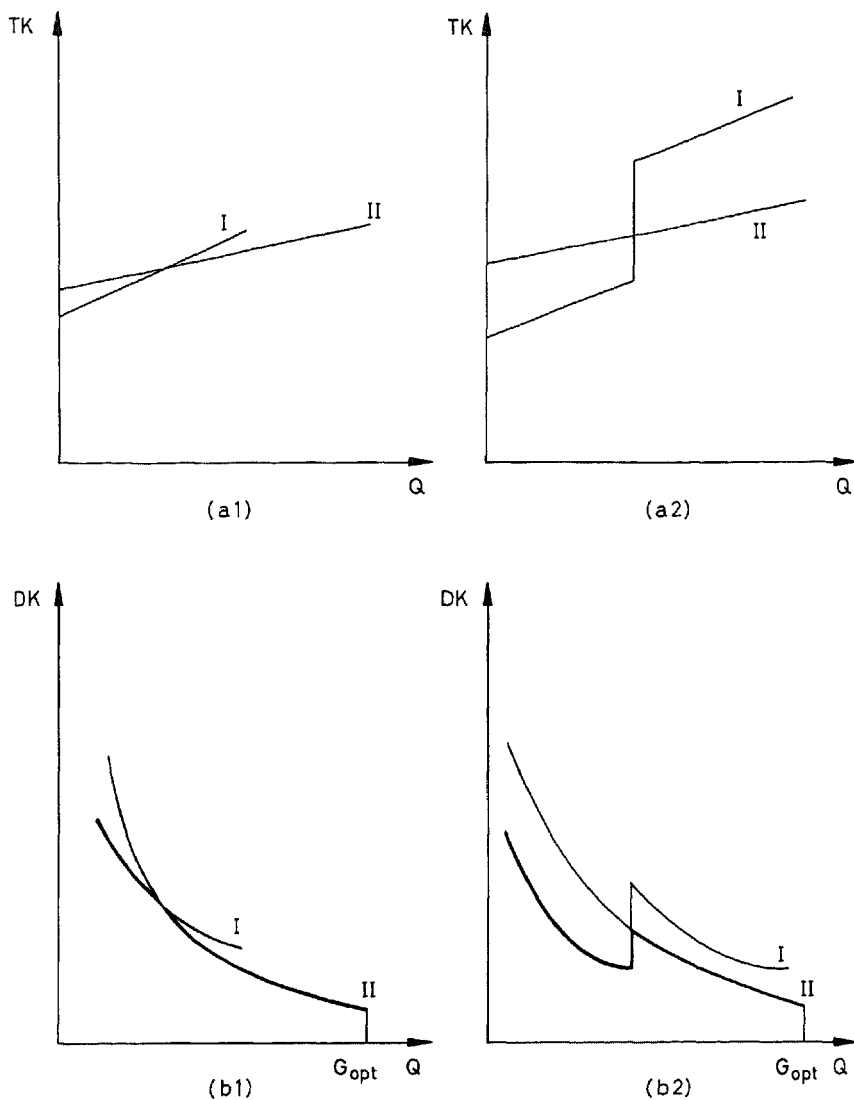 TK
I
II
Q
(a1)
TK
I
II
Q
(a2)
DK
I
II
G_opt Q
(b1)
DK
I
II
G_opt Q
(b2)